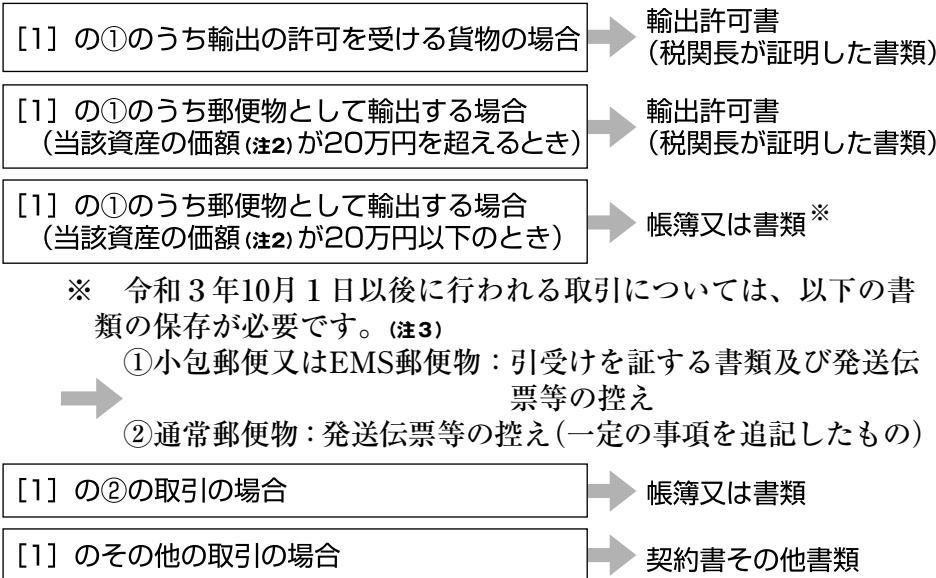 ［1］の①のうち輸出の許可を受ける貨物の場合
輸出許可書
（税関長が証明した書類）
［1］の①のうち郵便物として輸出する場合
（当該資産の価額(注2)が20万円を超えるとき）
輸出許可書
（税関長が証明した書類）
［1］の①のうち郵便物として輸出する場合
（当該資産の価額(注2)が20万円以下のとき）
帳簿又は書類※
※　令和３年10月１日以後に行われる取引については、以下の書
類の保存が必要です。(注3)
①小包郵便又はEMS郵便物：引受けを証する書類及び発送伝
票等の控え
②通常郵便物：発送伝票等の控え（一定の事項を追記したもの）
［1］の②の取引の場合
帳簿又は書類
［1］のその他の取引の場合
契約書その他書類